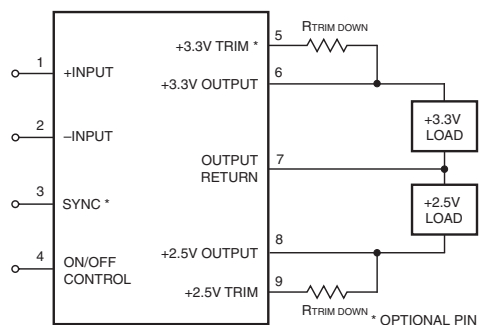 1
+INPUT
2
–INPUT
3
SYNC *
4
ON/OFF
CONTROL
+3.3V TRIM *
5
RTRIM DOWN
+3.3V OUTPUT
6
+3.3V
LOAD
OUTPUT
RETURN
7
+2.5V
LOAD
+2.5V OUTPUT
8
+2.5V TRIM
9
RTRIM DOWN
* OPTIONAL PIN